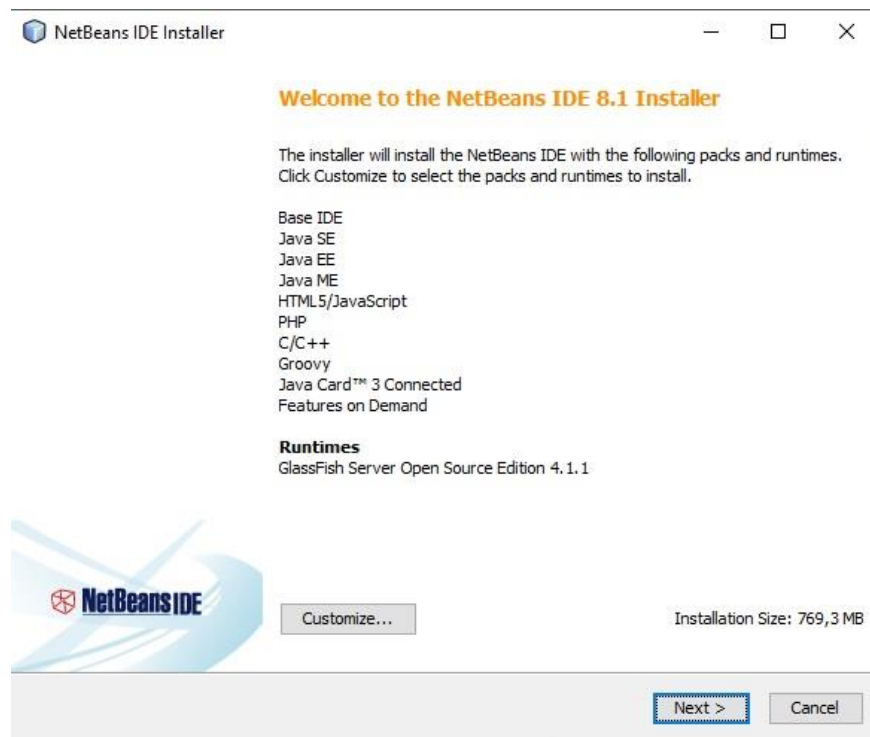 NetBeans IDE Installer
Welcome to the NetBeans IDE 8.1 Installer
The installer will install the NetBeans IDE with the following packs and runtimes.
Click Customize to select the packs and runtimes to install.
Base IDE
Java SE
Java EE
Java ME
HTML5/JavaScript
PHP
C/C++
Groovy
Java Card™ 3 Connected
Features on Demand
Runtimes
GlassFish Server Open Source Edition 4.1.1
NetBeans IDE
Customize...
Installation Size: 769,3 MB
Next >
Cancel